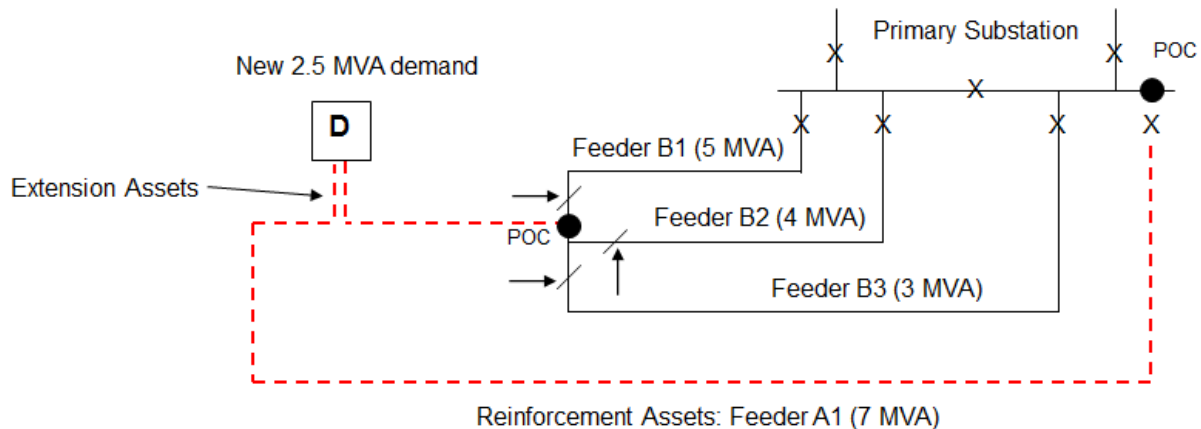 Primary Substation
POC
New 2.5 MVA demand
X
X
X
D
X
X
X
X
Feeder B1 (5 MVA)
Extension Assets
Feeder B2 (4 MVA)
POC
Feeder B3 (3 MVA)
Reinforcement Assets: Feeder A1 (7 MVA)